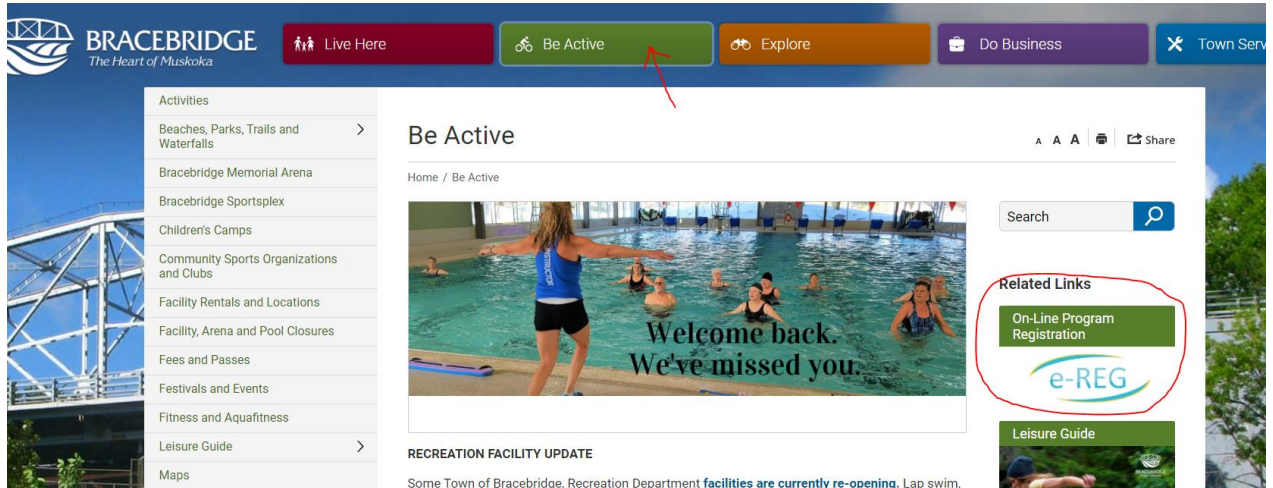 BRACEBRIDGE
The Heart of Muskoka
Live Here
Be Active
Explore
Do Business
Town Serv
Activities
Beaches, Parks, Trails and
Waterfalls
Bracebridge Memorial Arena
Bracebridge Sportsplex
Children's Camps
Community Sports Organizations
and Clubs
Facility Rentals and Locations
Facility, Arena and Pool Closures
Fees and Passes
Festivals and Events
Fitness and Aquafitness
Leisure Guide
Maps
Be Active
A A A Share
Home / Be Active
INSTRUCTOR
Welcome back.
We've missed you.
RECREATION FACILITY UPDATE
Some Town of Bracebridge, Recreation Department facilities are currently re-opening. Lap swim,
Search
Related Links
On-Line Program
Registration
e-REG
Leisure Guide
BRACEBRIDGE